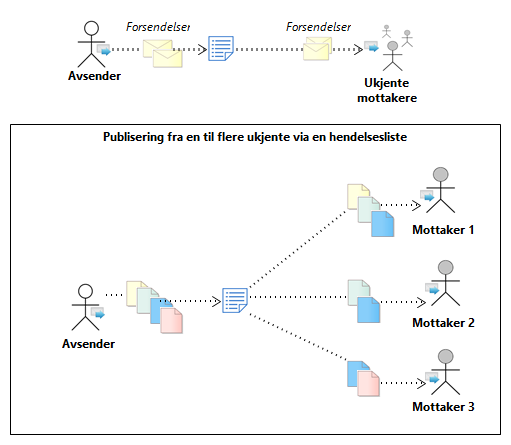 Forsendelser
Forsendelser
Avsender
Ukjente
mottakere
Publisering fra en til flere ukjente via en hendelsesliste
Mottaker 1
Avsender
Mottaker 2
Mottaker 3